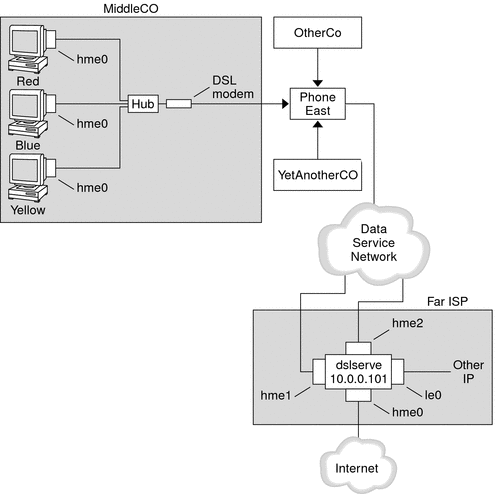 MiddleCO
hme0
Red
hme0
Blue
hme0
Yellow
Hub
DSL
modem
OtherCo
Phone
East
YetAnotherCO
Data
Service
Network
Far ISP
hme2
dslserve
10.0.0.101
Other
IP
hme1
le0
hme0
Internet